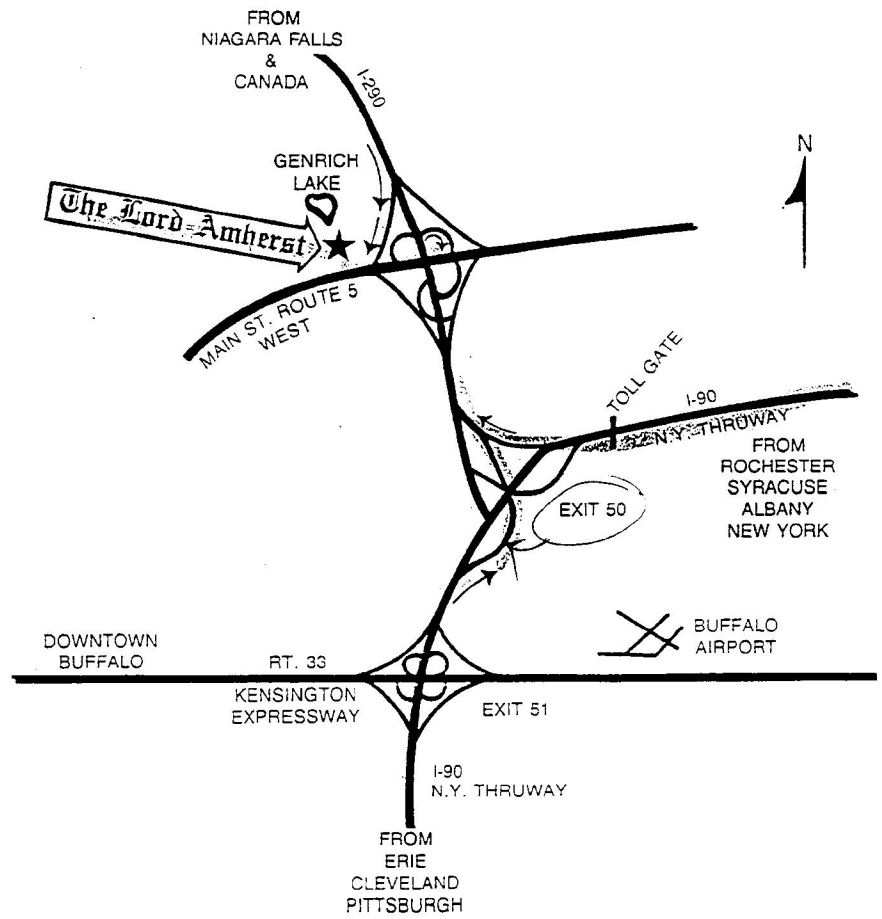 FROM
NIAGARA FALLS
&
CANADA
I-290
GENRICH
LAKE
N
The Lord Amherst
MAIN ST. ROUTE 5
WEST
TOLL GATE
I-90
N.Y. THRUWAY
FROM
ROCHESTER
SYRACUSE
ALBANY
NEW YORK
EXIT 50
BUFFALO
AIRPORT
DOWNTOWN
BUFFALO
RT. 33
KENSINGTON
EXPRESSWAY
EXIT 51
I-90
N.Y. THRUWAY
FROM
ERIE
CLEVELAND
PITTSBURGH